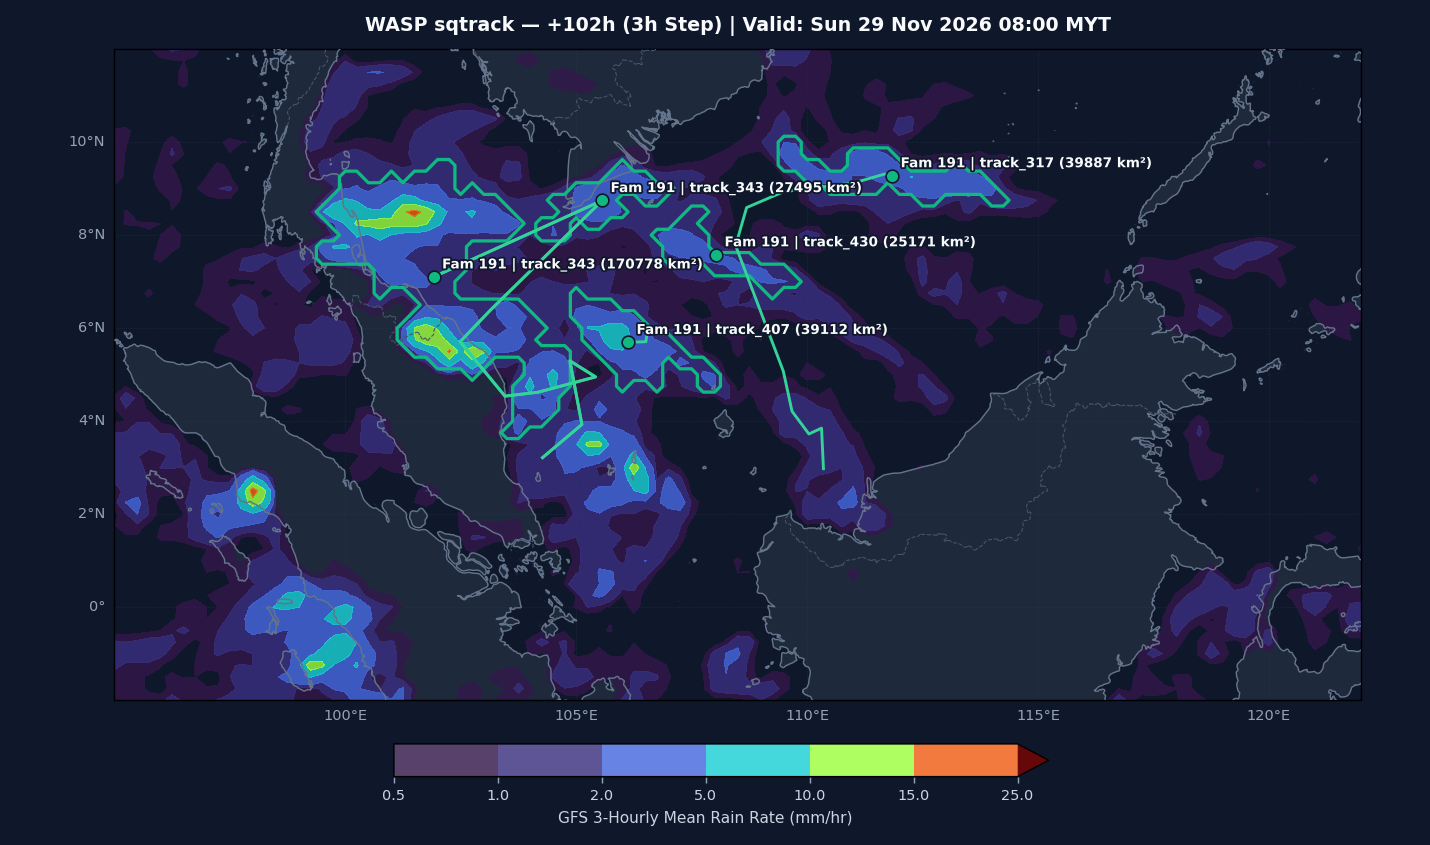 WASP sqtrack — +102h (3h Step) | Valid: Sun 29 Nov 2026 08:00 MYT
10°N
8°N
6°N
4°N
2°N
0°
Fam 191 | track_317 (39887 km²)
Fam 191 | track_343 (27495 km²)
Fam 191 | track_430 (25171 km²)
Fam 191 | track_343 (170778 km²)
Fam 191 | track_407 (39112 km²)
100°E
105°E
110°E
115°E
120°E
0.5
1.0
2.0
5.0
10.0
15.0
25.0
GFS 3-Hourly Mean Rain Rate (mm/hr)